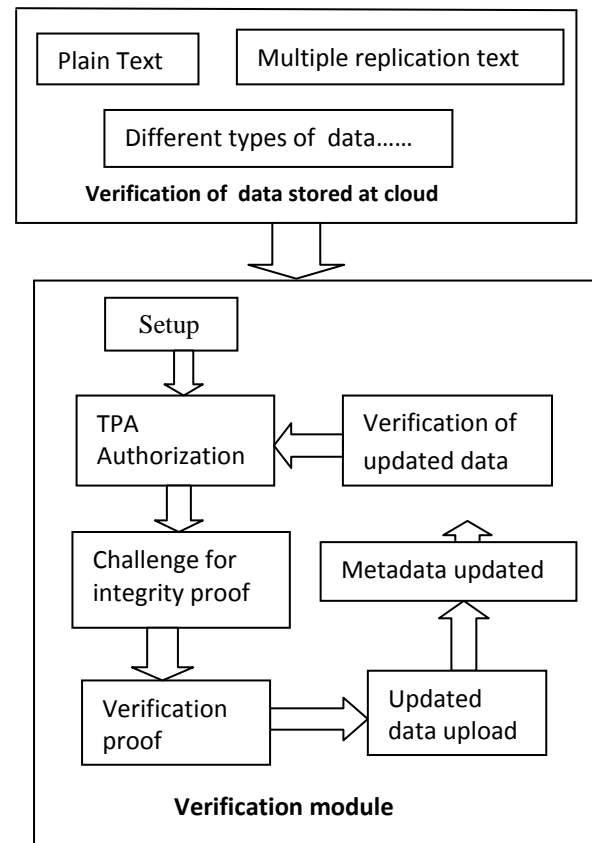 Plain Text
Multiple replication text
Different types of data......
Verification of data stored at cloud
Setup
TPA
Authorization
Verification of
updated data
Challenge for
integrity proof
Metadata updated
Verification
proof
Updated
data upload
Verification module